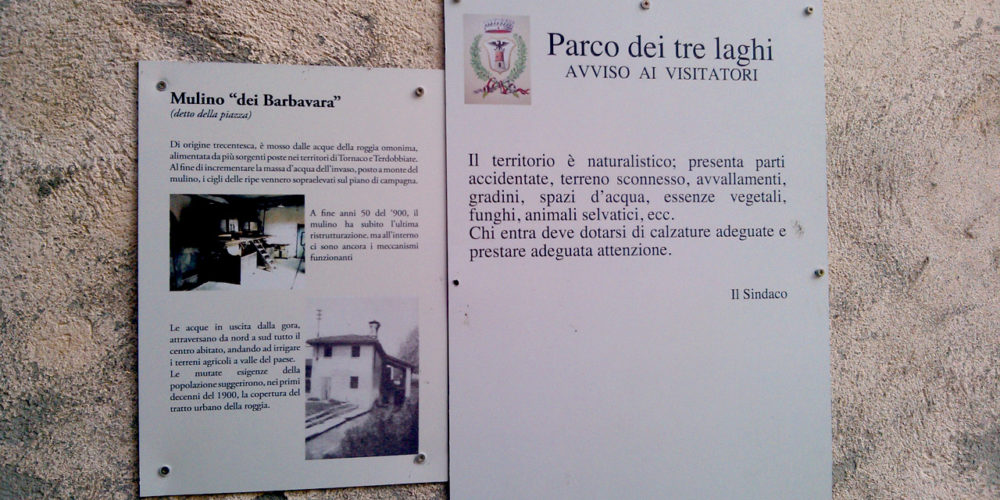 Mulino “dei Barbavara”
(detto della piazza)
Di origine trecentesca, è mosso dalle acque della roggia omonima,
alimentata da più sorgenti poste nei territori di Tornaco e Terdobbiate.
Al fine di incrementare la massa d'acqua dell'invaso, posto a monte del
mulino, i cigli delle ripe vennero sopraelevati sul piano di campagna.
A fine anni 50 del '900, il
mulino ha subito l'ultima
ristrutturazione, ma all'interno
ci sono ancora i meccanismi
funzionanti
Le acque in uscita dalla gora,
attraversano da nord a sud tutto il
centro abitato, andando ad irrigare
i terreni agricoli a valle del paese.
Le mutate esigenze della
popolazione suggerirono, nei primi
decenni del 1900, la copertura del
tratto urbano della roggia.
Parco dei tre laghi
AVVISO AI VISITATORI
Il territorio è naturalistico; presenta parti
accidentate, terreno sconnesso, avvallamenti,
gradini, spazi d'acqua, essenze vegetali,
funghi, animali selvatici, ecc.
Chi entra deve dotarsi di calzature adeguate e
prestare adeguata attenzione.
Il Sindaco